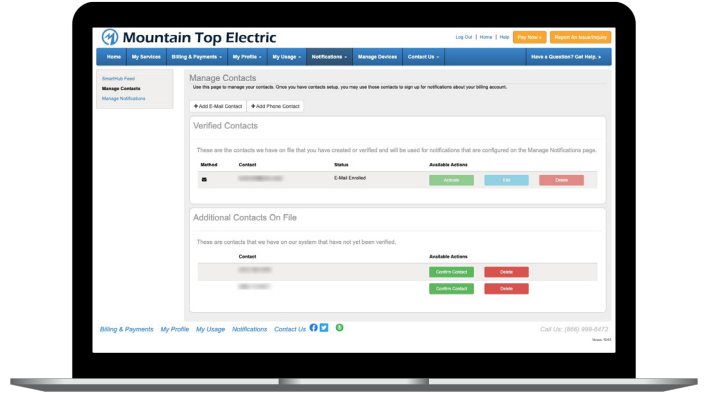 Mountain Top Electric
Log Out | Home | Help Pay Now » Report An Issue/Inquiry
Home My Services Billing & Payments My Profile My Usage Notifications Manage Devices Contact Us Have a Question? Get Help.
SmartHub Feed
Manage Contacts
Manage Notifications
Manage Contacts
Use this page to manage your contacts. Once you have contacts setup, you may use those contacts to sign up for notifications about your billing account.
+ Add E-Mail Contact + Add Phone Contact
Verified Contacts
These are the contacts we have on file that you have created or verified and will be used for notifications that are configured on the Manage Notifications page.
Method Contact Status Available Actions
E-Mail Enrolled Activate Edit Delete
Additional Contacts On File
These are contacts that we have on our system that have not yet been verified.
Contact Available Actions
Confirm Contact Delete
Confirm Contact Delete
Billing & Payments My Profile My Usage Notifications Contact Us
Call Us: (866) 999-6473